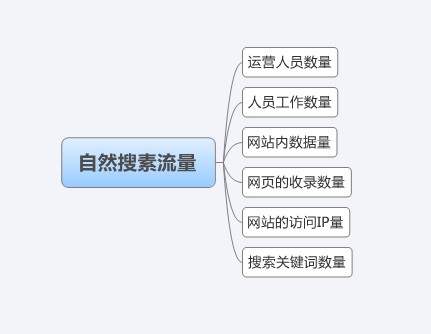 自然搜素流量
运营人员数量
人员工作数量
网站内数据量
网页的收录数量
网站的访问IP量
搜索关键词数量